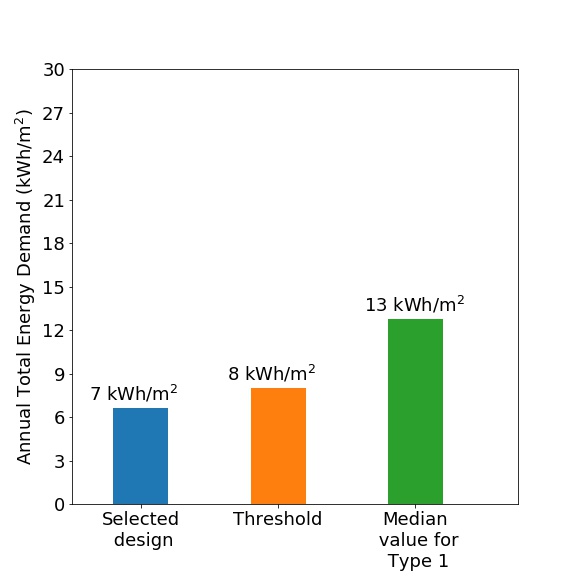 Annual Total Energy Demand (kWh/m²)
30
27
24
21
18
15
12
9
6
3
0
7 kWh/m²
8 kWh/m²
13 kWh/m²
Selected
design
Threshold
Median
value for
Type 1